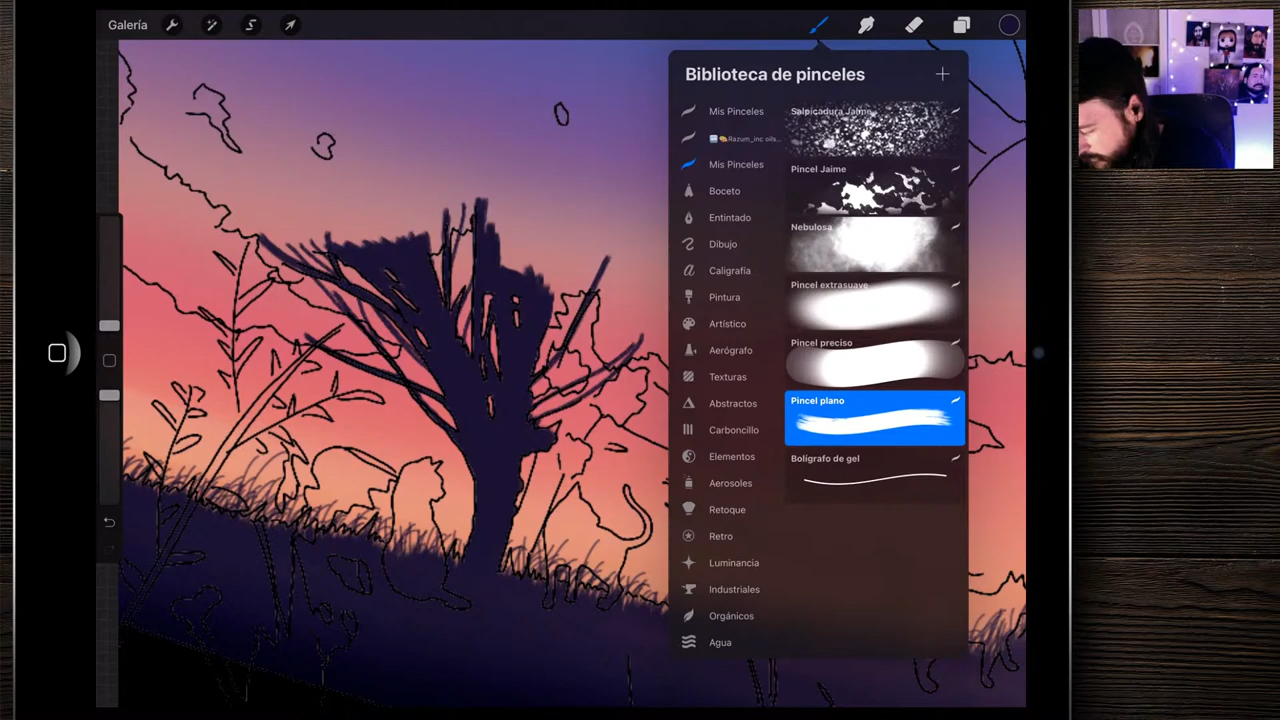 Galería
Biblioteca de pinceles
Mis Pinceles
Razum_inc oils...
Mis Pinceles
Boceto
Entintado
Dibujo
Caligrafía
Pintura
Artístico
Aerógrafo
Texturas
Abstractos
Carboncillo
Elementos
Aerosoles
Retoque
Retro
Luminancia
Industriales
Orgánicos
Agua
Salpicadura Jaime
Pincel Jaime
Nebulosa
Pincel extrasuave
Pincel preciso
Pincel plano
Bolígrafo de gel